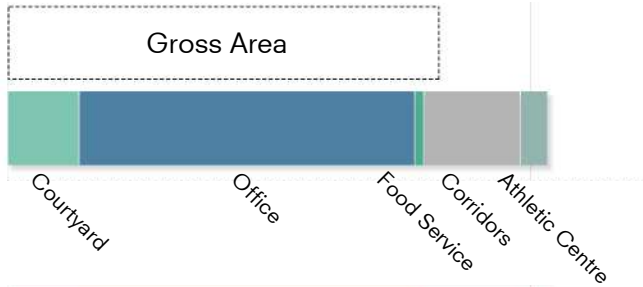 Gross Area
Courtyard
Office
Food Service
Corridors
Athletic Centre